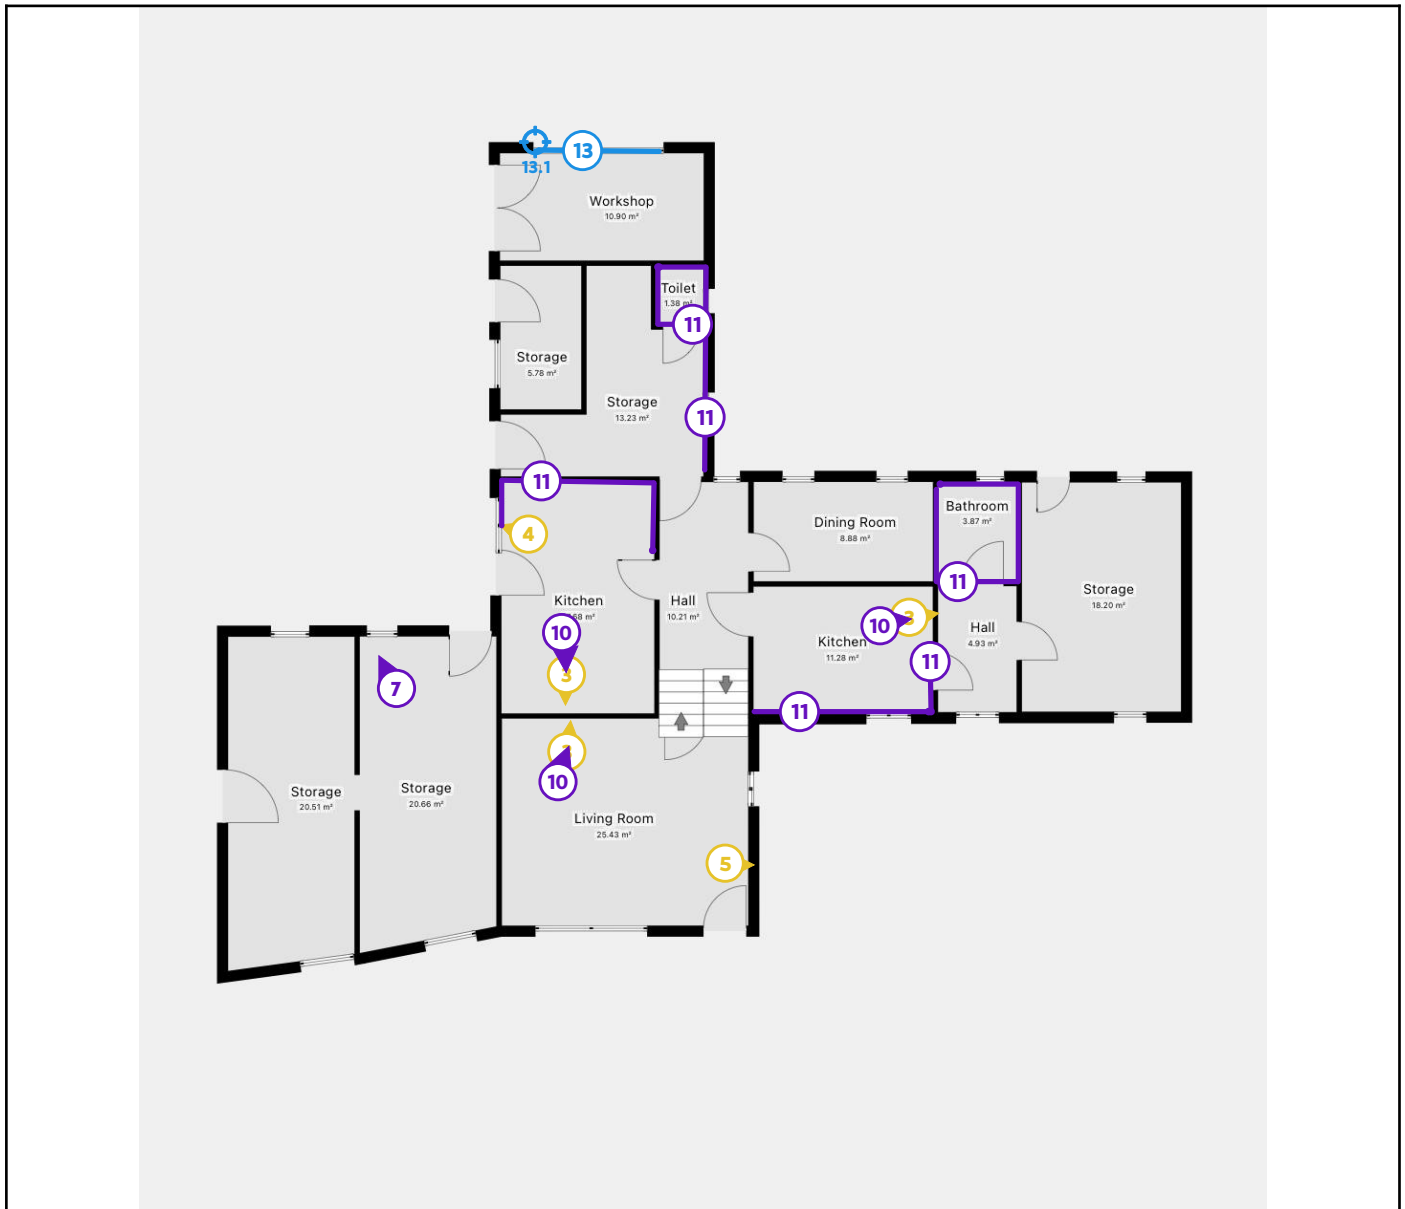 13
13.1
Workshop
10.90 m²
Toilet
1.38 m²
11
Storage
5.78 m²
Storage
13.23 m²
11
11
4
Dining Room
8.88 m²
Bathroom
3.87 m²
11
Storage
18.20 m²
Kitchen
Hall
10.21 m²
10
3
10
3
Kitchen
11.28 m²
Hall
4.93 m²
11
7
11
10
Storage
20.51 m²
Storage
20.66 m²
Living Room
25.43 m²
5